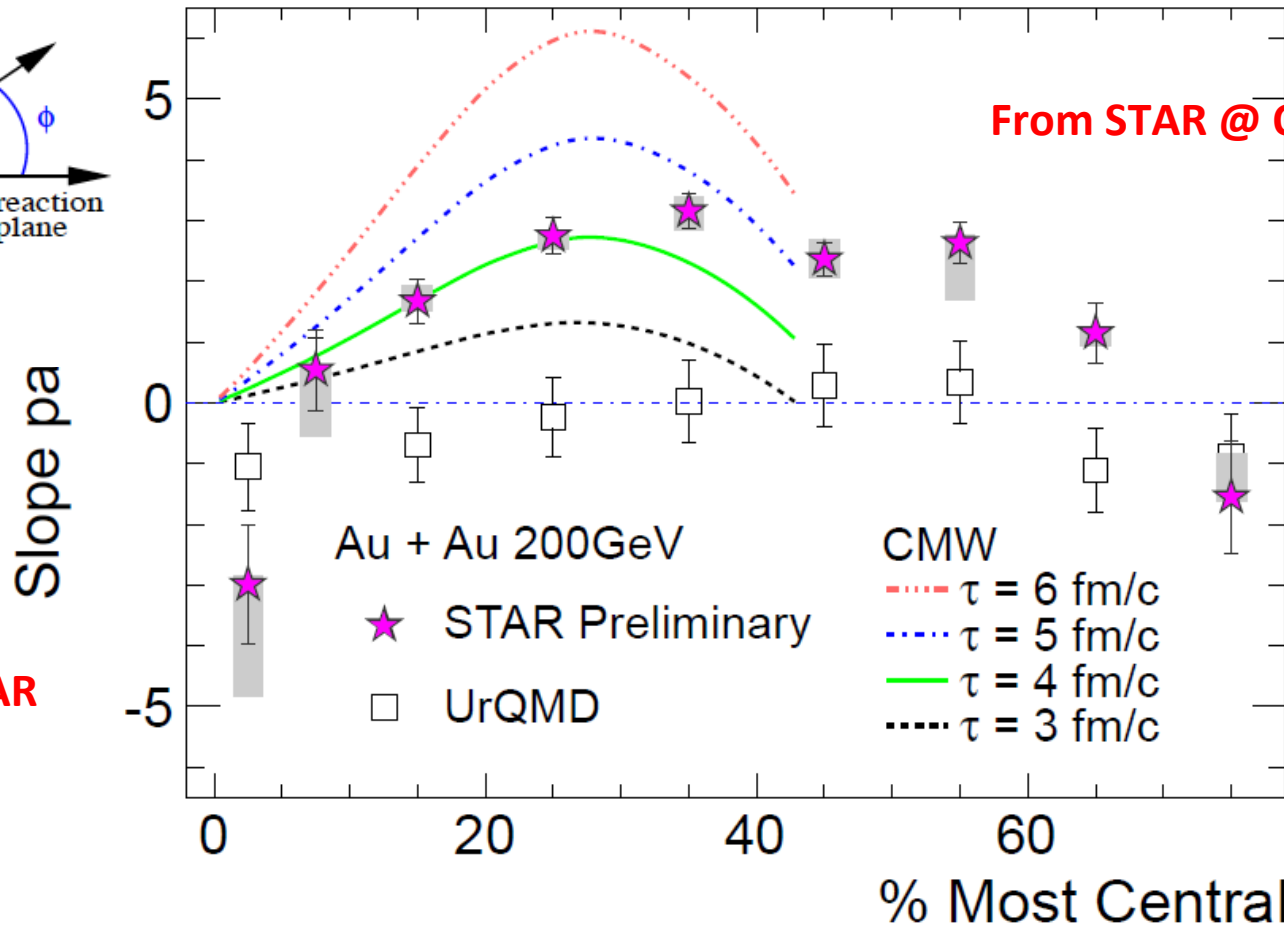 ϕ
reaction
plane
From STAR @
5
0
-5
Slope pa
Au + Au 200GeV
STAR Preliminary
UrQMD
CMW
τ = 6 fm/c
τ = 5 fm/c
τ = 4 fm/c
τ = 3 fm/c
0 20 40 60
% Most Central